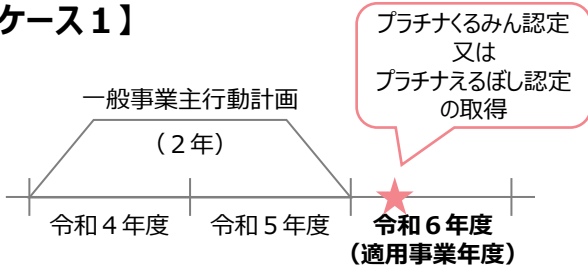 ケース１】
プラチナくるみん認定
又は
プラチナえるぼし認定
の取得
一般事業主行動計画
（２年）
令和４年度
令和５年度
令和６年度
（適用事業年度）